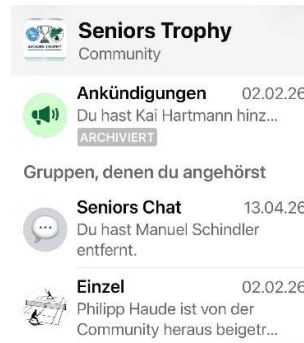 Seniors Trophy
Community
Ankündigungen 02.02.26
Du hast Kai Hartmann hinz...
ARCHIVIERT
Gruppen, denen du angehörst
Seniors Chat 13.04.26
Du hast Manuel Schindler
entfernt.
Einzel 02.02.26
Philipp Haude ist von der
Community heraus beigetr...